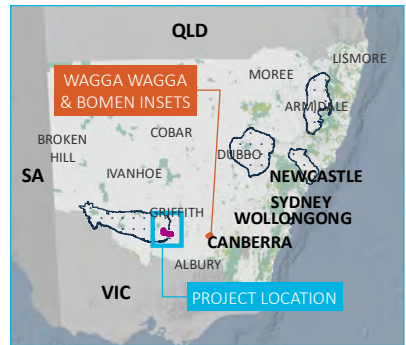 QLD
LISMORE
MOREE
WAGGA WAGGA
& BOMEN INSETS
ARMIDALE
COBAR
BROKEN
HILL
DUBBO
IVANHOE
SA
NEWCASTLE
SYDNEY
GRIFFITH
WOLLONGONG
CANBERRA
ALBURY
VIC
PROJECT LOCATION